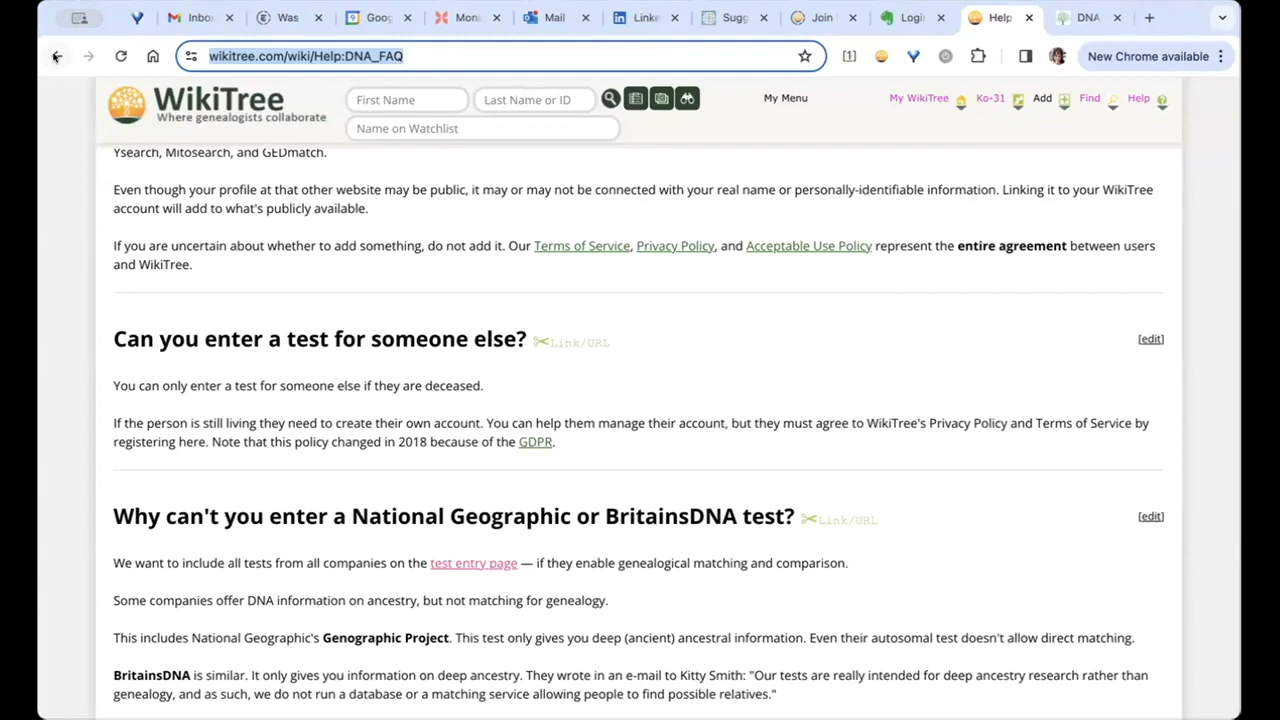 Inbo
Was
Goog
Mon
Mail
Linke
Sugg
Join
Logi
Help
DNA
wikitree.com/wiki/Help:DNA_FAQ
[1]
New Chrome available
WikiTree
Where genealogists collaborate
First Name
Last Name or ID
Name on Watchlist
My Menu
My WikiTree
Ko-31
Add
Find
Help
Ysearch, Mitosearch, and GEDmatch.
Even though your profile at that other website may be public, it may or may not be connected with your real name or personally-identifiable information. Linking it to your WikiTree
account will add to what's publicly available.
If you are uncertain about whether to add something, do not add it. Our Terms of Service, Privacy Policy, and Acceptable Use Policy represent the entire agreement between users
and WikiTree.
Can you enter a test for someone else? Link/URL [edit]
You can only enter a test for someone else if they are deceased.
If the person is still living they need to create their own account. You can help them manage their account, but they must agree to WikiTree's Privacy Policy and Terms of Service by
registering here. Note that this policy changed in 2018 because of the GDPR.
Why can't you enter a National Geographic or BritainsDNA test? Link/URL [edit]
We want to include all tests from all companies on the test entry page — if they enable genealogical matching and comparison.
Some companies offer DNA information on ancestry, but not matching for genealogy.
This includes National Geographic's Genographic Project. This test only gives you deep (ancient) ancestral information. Even their autosomal test doesn't allow direct matching.
BritainsDNA is similar. It only gives you information on deep ancestry. They wrote in an e-mail to Kitty Smith: "Our tests are really intended for deep ancestry research rather than
genealogy, and as such, we do not run a database or a matching service allowing people to find possible relatives."